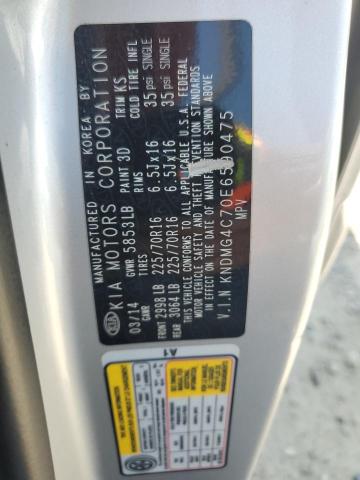 MANUFACTURED IN KOREA BY
KIA MOTORS CORPORATION
03/14 GVWR 5853LB PAINT 3D TRIM KS
GAWR TIRES COLD TIRE INFL
FRONT 2998 LB 225/70R16 6.5Jx16 35 psi SINGLE
REAR 3064 LB 225/70R16 6.5Jx16 35 psi SINGLE
THIS VEHICLE CONFORMS TO ALL APPLICABLE U.S.A. FEDERAL
MOTOR VEHICLE SAFETY AND THEFT PREVENTION STANDARDS
IN EFFECT ON THE DATE OF MANUFACTURE SHOWN ABOVE
V.I.N KNDMG4C70E6590475
MPV
A1